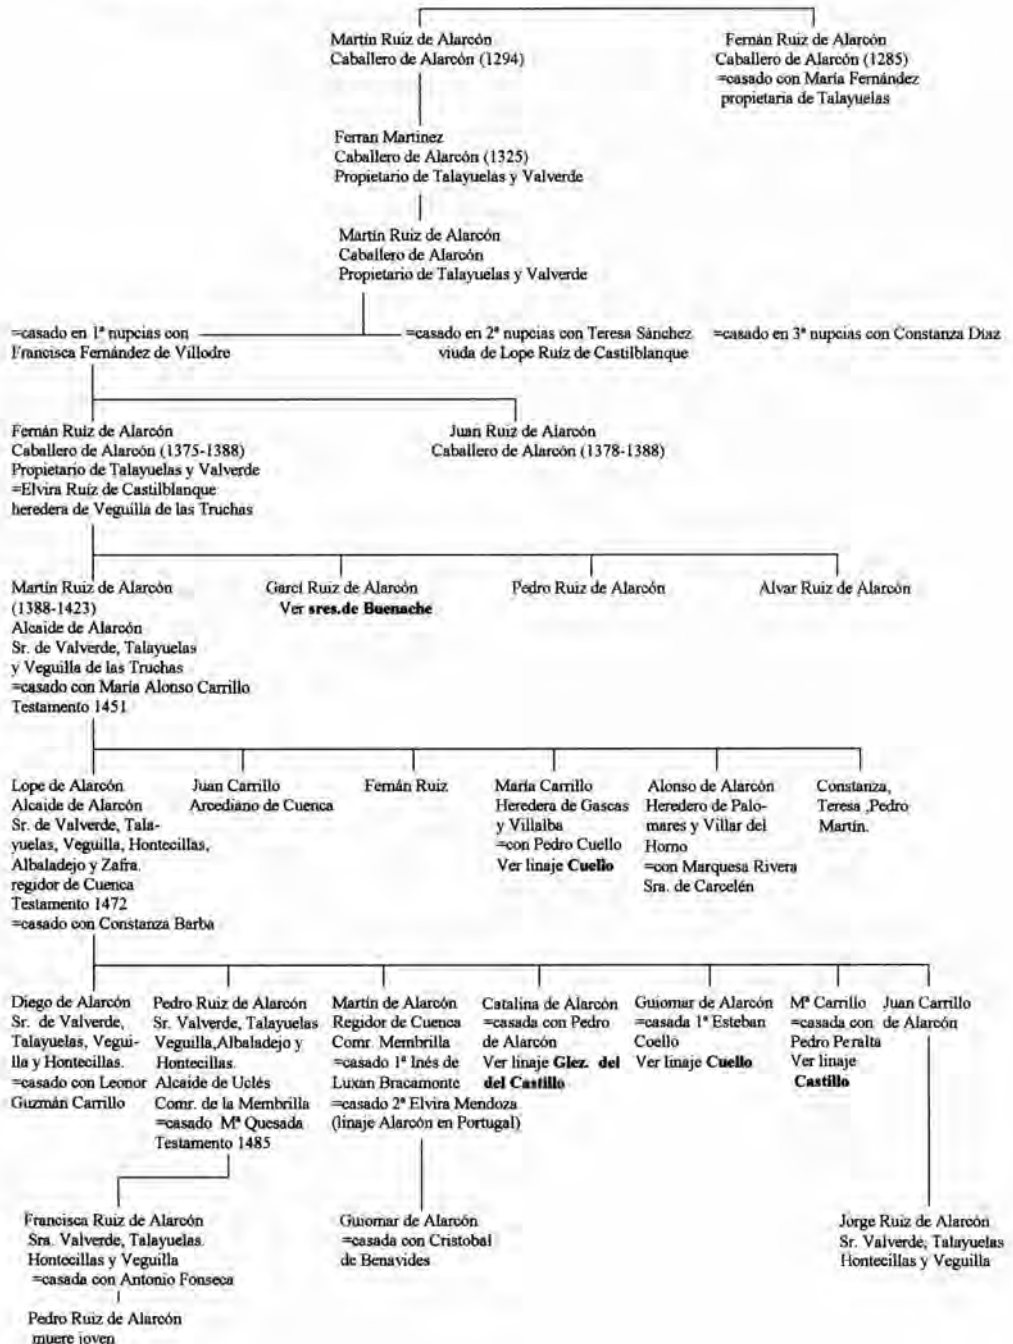 Martín Ruiz de Alarcón
Caballero de Alarcón (1294)
Fernán Ruiz de Alarcón
Caballero de Alarcón (1285)
=casado con María Fernández
propietaria de Talayuelas
Ferran Martinez
Caballero de Alarcón (1325)
Propietario de Talayuelas y Valverde
Martín Ruiz de Alarcón
Caballero de Alarcón
Propietario de Talayuelas y Valverde
=casado en 1ª nupcias con
Francisca Fernández de Villodre
=casado en 2ª nupcias con Teresa Sánchez
viuda de Lope Ruíz de Castilblanque
=casado en 3ª nupcias con Constanza Diaz
Fernán Ruiz de Alarcón
Caballero de Alarcón (1375-1388)
Propietario de Talayuelas y Valverde
=Elvira Ruíz de Castilblanque
heredera de Veguilla de las Truchas
Juan Ruiz de Alarcón
Caballero de Alarcón (1378-1388)
Martín Ruiz de Alarcón
(1388-1423)
Alcaide de Alarcón
Sr. de Valverde, Talayuelas
y Veguilla de las Truchas
=casado con María Alonso Carrillo
Testamento 1451
Garcí Ruiz de Alarcón
Ver sres.de Buenache
Pedro Ruiz de Alarcón
Alvar Ruiz de Alarcón
Lope de Alarcón
Alcaide de Alarcón
Sr. de Valverde, Tala-
yuelas, Veguilla, Hontecillas,
Albaladejo y Zafra.
regidor de Cuenca
Testamento 1472
=casado con Constanza Barba
Juan Carrillo
Arcediano de Cuenca
Fernán Ruiz
María Carrillo
Heredera de Gascas
y Villalba
=con Pedro Cuello
Ver linaje Cuello
Alonso de Alarcón
Heredero de Palo-
mares y Villar del
Horno
=con Marquesa Rivera
Sra. de Carcelén
Constanza,
Teresa ,Pedro
Martín.
Diego de Alarcón
Sr. de Valverde,
Talayuelas, Vegui-
lla y Hontecillas.
=casado con Leonor
Guzmán Carrillo
Pedro Ruiz de Alarcón
Sr. Valverde, Talayuelas
Veguilla,Albaladejo y
Hontecillas.
Alcaide de Uclés
Comr. de la Membrilla
=casado Mª Quesada
Testamento 1485
Martín de Alarcón
Regidor de Cuenca
Comr. Membrilla
=casado 1ª Inés de
Luxan Bracamonte
=casado 2ª Elvira Mendoza
(linaje Alarcón en Portugal)
Catalina de Alarcón
=casada con Pedro
de Alarcón
Ver linaje Glez. del
del Castillo
Guiomar de Alarcón
=casada 1ª Esteban
Coello
Ver linaje Cuello
Mª Carrillo
=casada con
Pedro Peralta
Ver linaje
Castillo
Juan Carrillo
de Alarcón
Francisca Ruiz de Alarcón
Sra. Valverde, Talayuelas.
Hontecillas y Veguilla
=casada con Antonio Fonseca
Guiomar de Alarcón
=casada con Cristobal
de Benavides
Jorge Ruiz de Alarcón
Sr. Valverde, Talayuelas
Hontecillas y Veguilla
Pedro Ruiz de Alarcón
muere joven